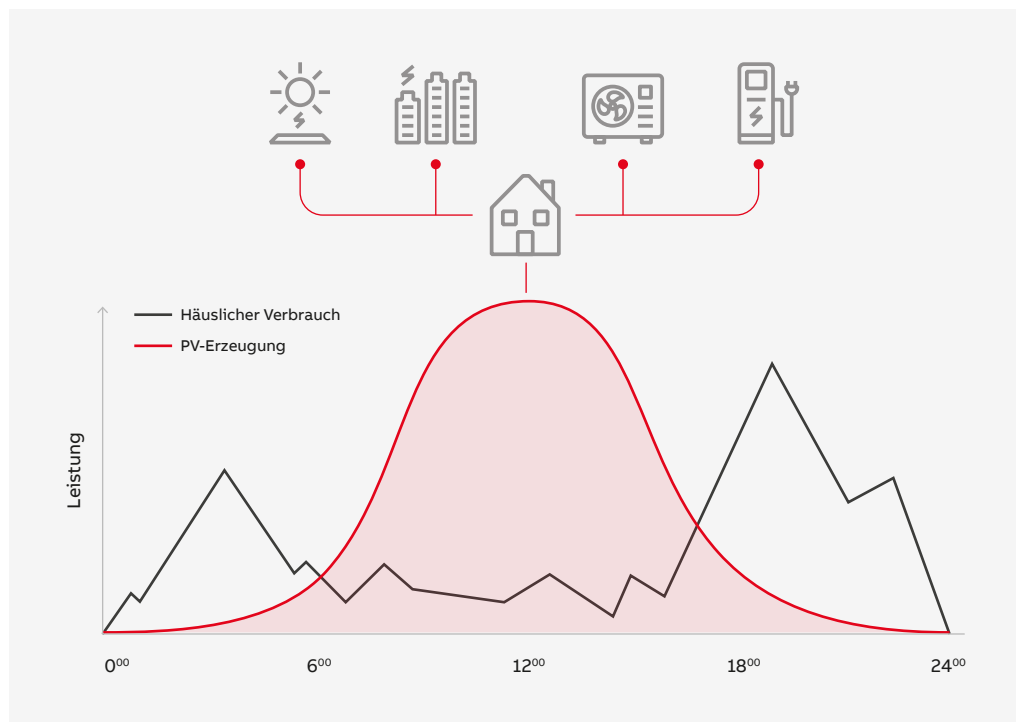 Häuslicher Verbrauch
PV-Erzeugung
Leistung
0⁰⁰ 6⁰⁰ 12⁰⁰ 18⁰⁰ 24⁰⁰